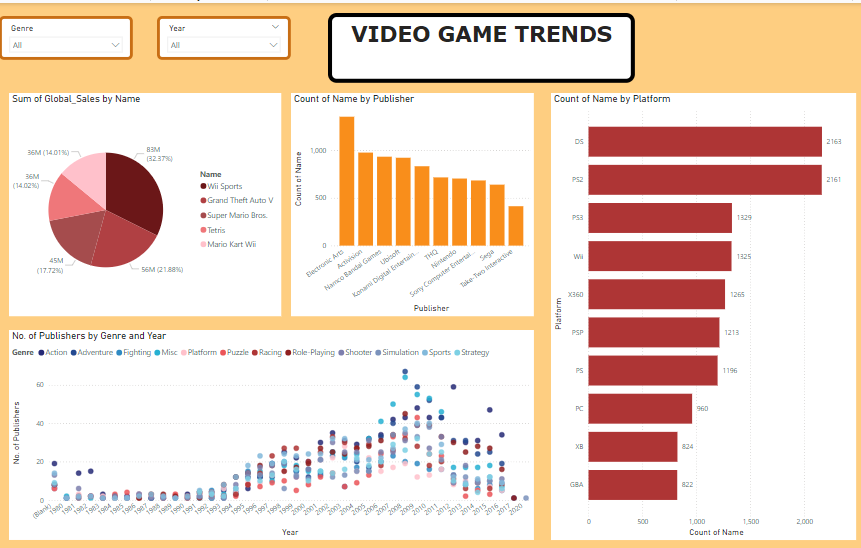 Genre
All
Year
All
VIDEO GAME TRENDS
Sum of Global_Sales by Name
36M (14.01%)
83M
(32.37%)
36M
(14.02%)
45M
(17.72%)
56M (21.88%)
Name
Wii Sports
Grand Theft Auto V
Super Mario Bros.
Tetris
Mario Kart Wii
Count of Name by Publisher
Count of Name
1,000
500
0
Electronic Arts
Activision
Namco Bandai Games
Ubisoft
Konami Digital Entertain...
THQ
Nintendo
Sony Computer Entertai...
Sega
Take-Two Interactive
Publisher
Count of Name by Platform
Platform
DS 2163
PS2 2161
PS3 1329
Wii 1325
X360 1265
PSP 1213
PS 1196
PC 960
XB 824
GBA 822
0 500 1,000 1,500 2,000
Count of Name
No. of Publishers by Genre and Year
Genre Action Adventure Fighting Misc Platform Puzzle Racing Role-Playing Shooter Simulation Sports Strategy
No. of Publishers
60
40
20
0
(Blank) 1980 1981 1982 1983 1984 1985 1986 1987 1988 1989 1990 1991 1992 1993 1994 1995 1996 1997 1998 1999 2000 2001 2002 2003 2004 2005 2006 2007 2008 2009 2010 2011 2012 2013 2014 2015 2016 2017 2020
Year